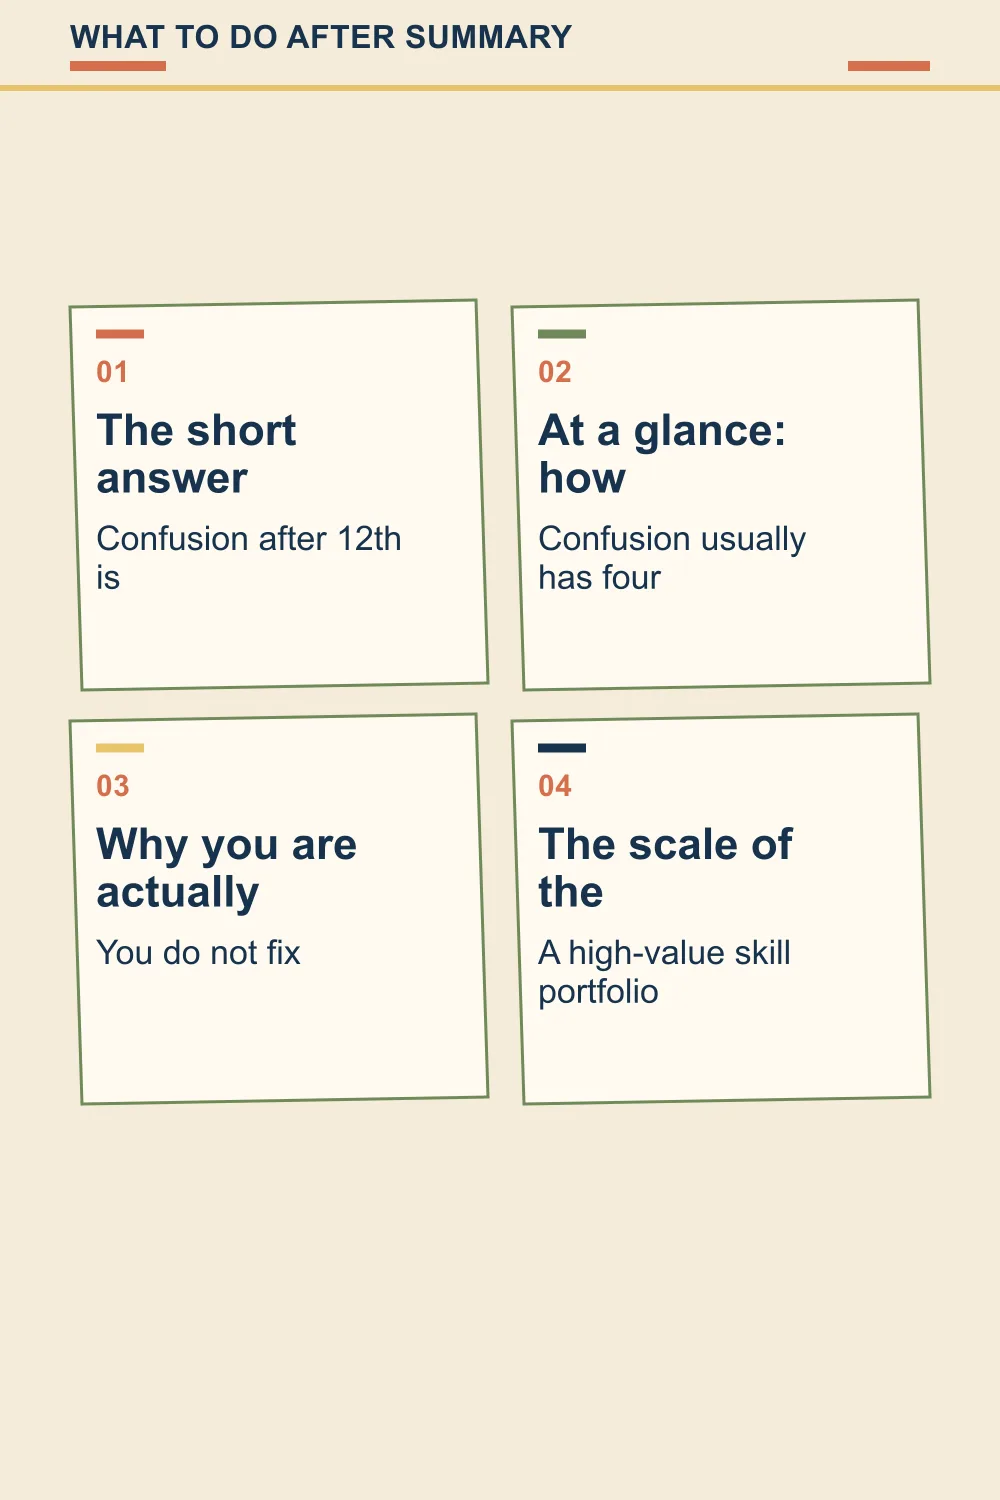 WHAT TO DO AFTER SUMMARY
01
The short
answer
Confusion after 12th
is
02
At a glance:
how
Confusion usually
has four
03
Why you are
actually
You do not fix
04
The scale of
the
A high-value skill
portfolio